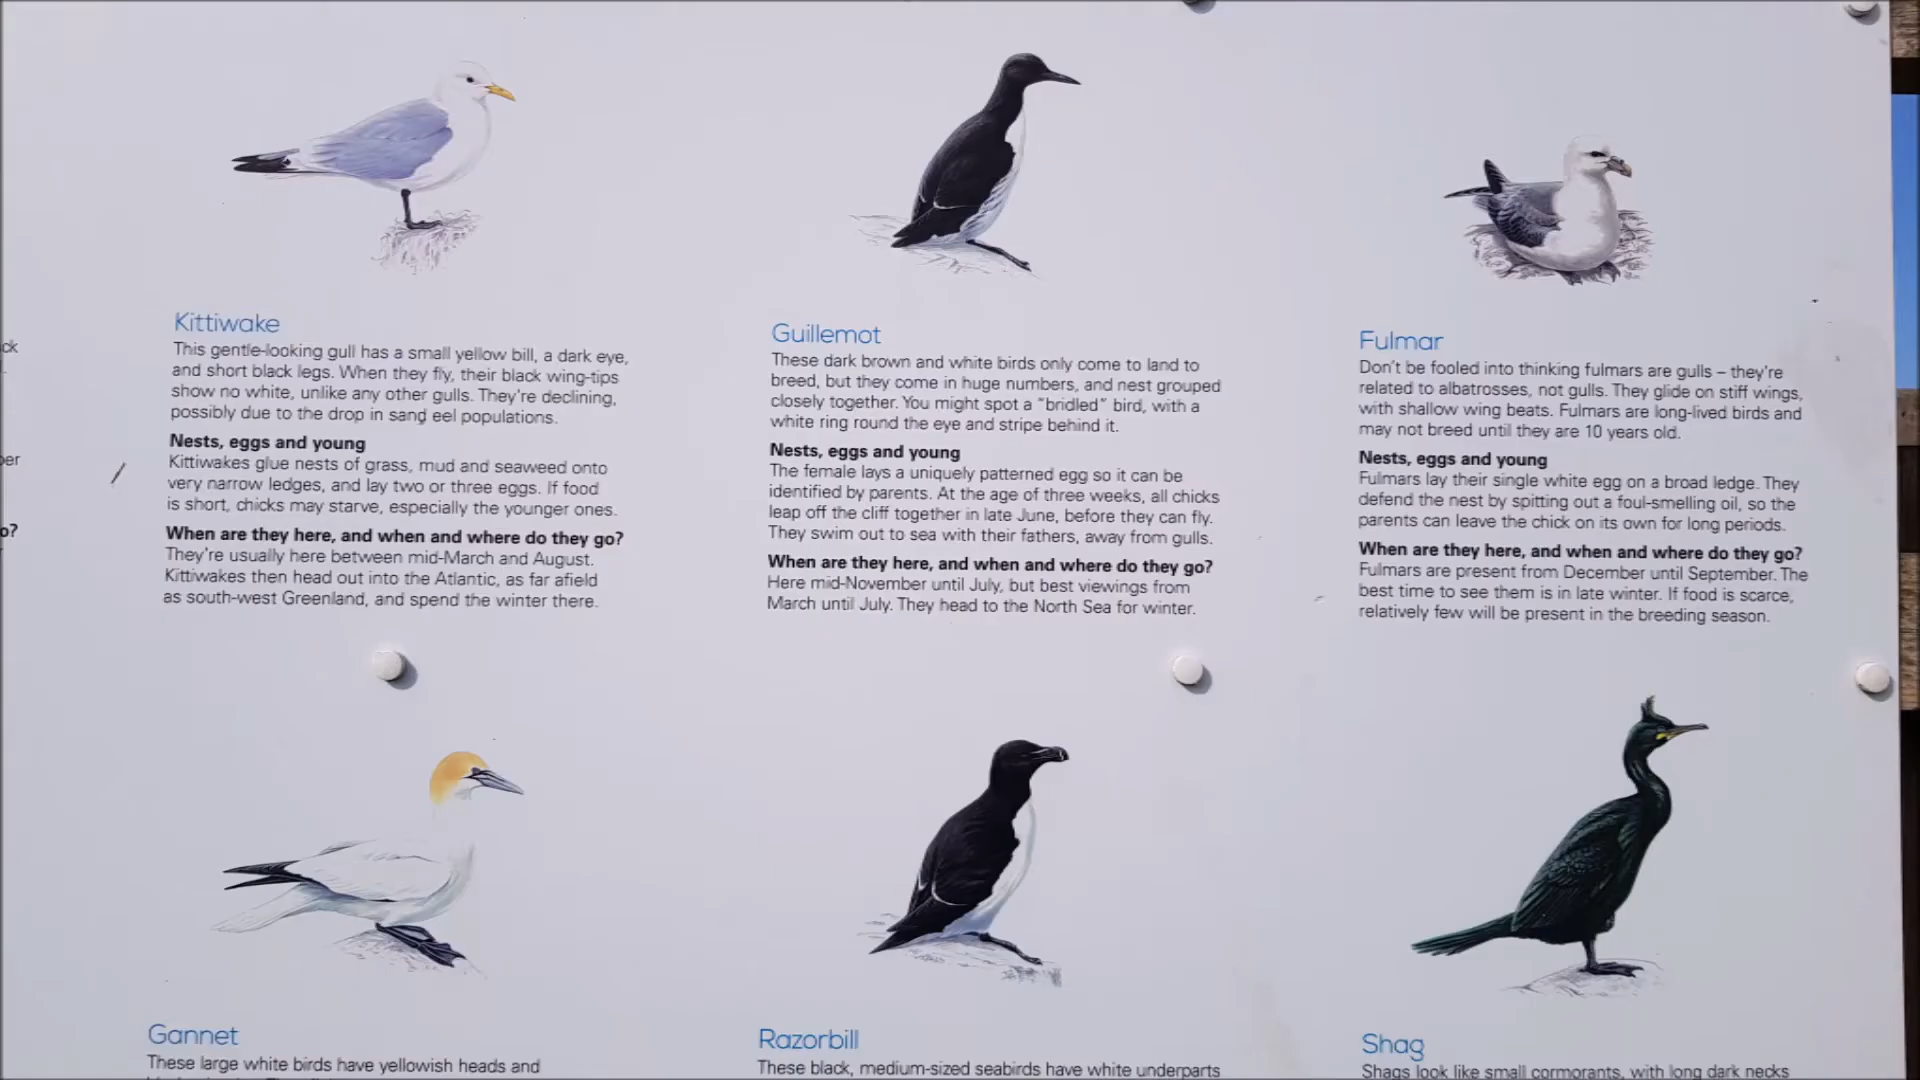 ck
Kittiwake
This gentle-looking gull has a small yellow bill, a dark eye,
and short black legs. When they fly, their black wing-tips
show no white, unlike any other gulls. They're declining,
possibly due to the drop in sand eel populations.
Nests, eggs and young
Kittiwakes glue nests of grass, mud and seaweed onto
very narrow ledges, and lay two or three eggs. If food
is short, chicks may starve, especially the younger ones.
When are they here, and when and where do they go?
They're usually here between mid-March and August.
Kittiwakes then head out into the Atlantic, as far afield
as south-west Greenland, and spend the winter there.
Guillemot
These dark brown and white birds only come to land to
breed, but they come in huge numbers, and nest grouped
closely together. You might spot a "bridled" bird, with a
white ring round the eye and stripe behind it.
Nests, eggs and young
The female lays a uniquely patterned egg so it can be
identified by parents. At the age of three weeks, all chicks
leap off the cliff together in late June, before they can fly.
They swim out to sea with their fathers, away from gulls.
When are they here, and when and where do they go?
Here mid-November until July, but best viewings from
March until July. They head to the North Sea for winter.
Fulmar
Don't be fooled into thinking fulmars are gulls – they're
related to albatrosses, not gulls. They glide on stiff wings,
with shallow wing beats. Fulmars are long-lived birds and
may not breed until they are 10 years old.
Nests, eggs and young
Fulmars lay their single white egg on a broad ledge. They
defend the nest by spitting out a foul-smelling oil, so the
parents can leave the chick on its own for long periods.
When are they here, and when and where do they go?
Fulmars are present from December until September. The
best time to see them is in late winter. If food is scarce,
relatively few will be present in the breeding season.
Gannet
These large white birds have yellowish heads and
Razorbill
These black, medium-sized seabirds have white underparts
Shag
Shags look like small cormorants, with long dark necks